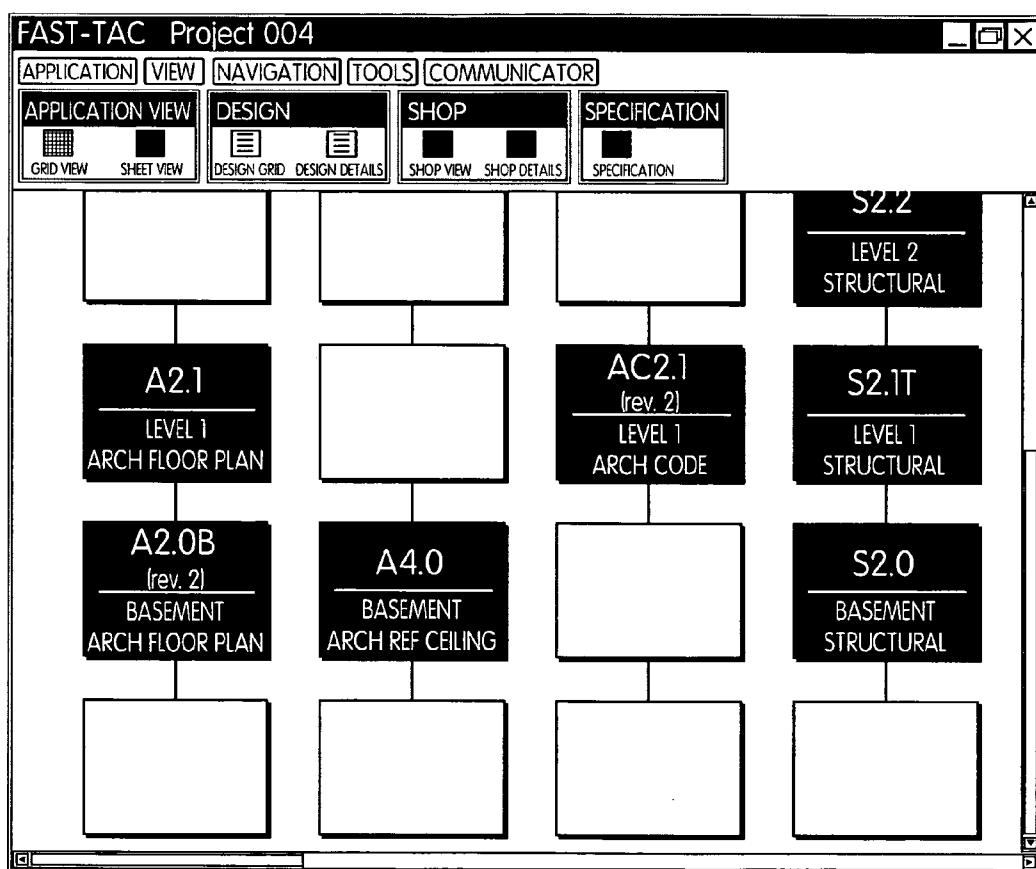 FAST-TAC Project 004
APPLICATION VIEW NAVIGATION TOOLS COMMUNICATOR
APPLICATION VIEW DESIGN SHOP SPECIFICATION
GRID VIEW SHEET VIEW DESIGN GRID DESIGN DETAILS SHOP VIEW SHOP DETAILS SPECIFICATION
S2.2
LEVEL 2
STRUCTURAL
A2.1
LEVEL 1
ARCH FLOOR PLAN
AC2.1
(rev. 2)
LEVEL 1
ARCH CODE
S2.1T
LEVEL 1
STRUCTURAL
A2.0B
(rev. 2)
BASEMENT
ARCH FLOOR PLAN
A4.0
BASEMENT
ARCH REF CEILING
S2.0
BASEMENT
STRUCTURAL